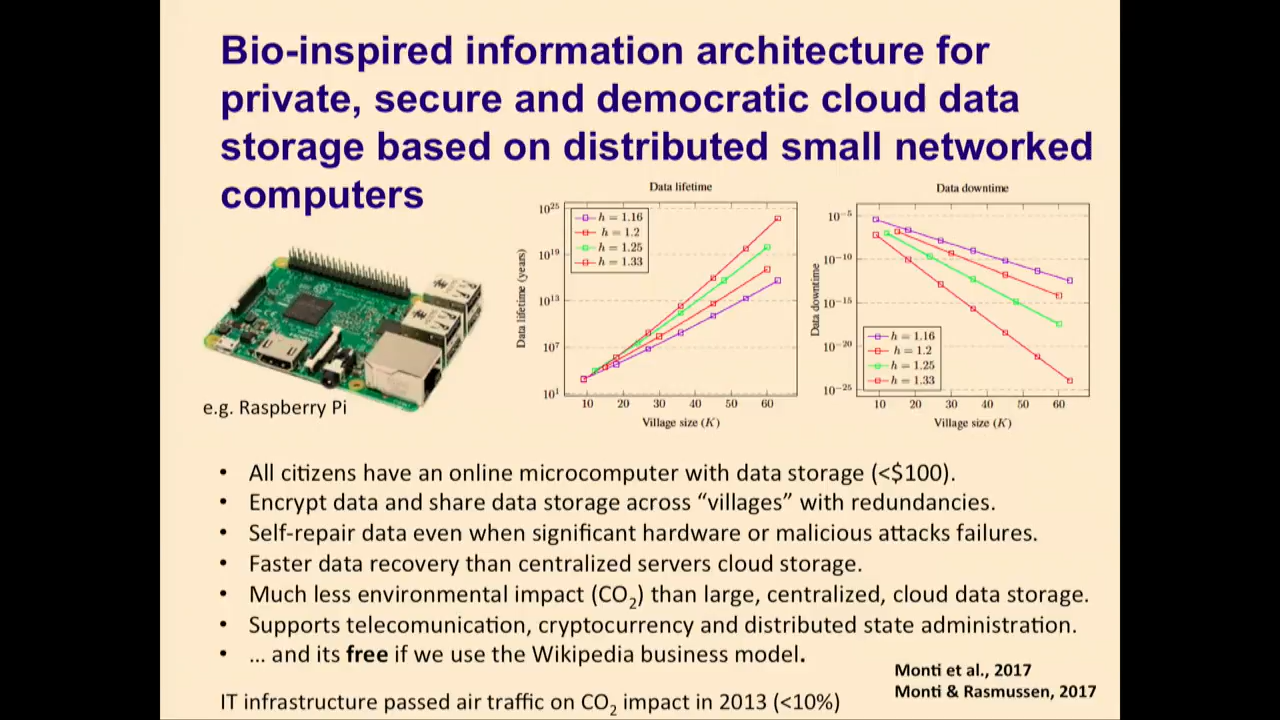 Bio-inspired information architecture for
private, secure and democratic cloud data
storage based on distributed small networked
computers
Data lifetime
10^25
10^19
10^13
10^7
10^1
Data lifetime (years)
h = 1.16
h = 1.2
h = 1.25
h = 1.33
10 20 30 40 50 60
Village size (K)
Data downtime
10^-5
10^-10
10^-15
10^-20
10^-25
Data downtime
h = 1.16
h = 1.2
h = 1.25
h = 1.33
10 20 30 40 50 60
Village size (K)
e.g. Raspberry Pi
• All citizens have an online microcomputer with data storage (<$100).
• Encrypt data and share data storage across “villages” with redundancies.
• Self-repair data even when significant hardware or malicious attacks failures.
• Faster data recovery than centralized servers cloud storage.
• Much less environmental impact (CO₂) than large, centralized, cloud data storage.
• Supports telecomunication, cryptocurrency and distributed state administration.
• … and its free if we use the Wikipedia business model.
Monti et al., 2017
Monti & Rasmussen, 2017
IT infrastructure passed air traffic on CO₂ impact in 2013 (<10%)